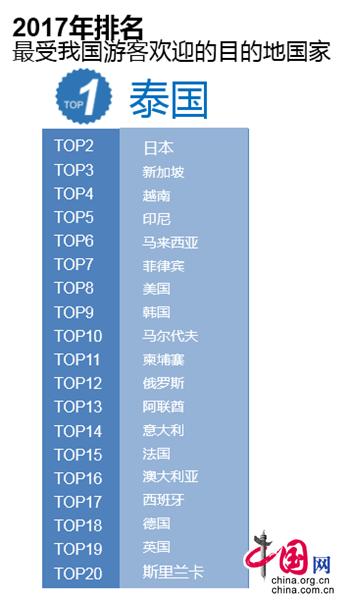 2017年排名
最受我国游客欢迎的目的地国家
TOP 1 泰国
TOP2 日本
TOP3 新加坡
TOP4 越南
TOP5 印尼
TOP6 马来西亚
TOP7 菲律宾
TOP8 美国
TOP9 韩国
TOP10 马尔代夫
TOP11 柬埔寨
TOP12 俄罗斯
TOP13 阿联酋
TOP14 意大利
TOP15 法国
TOP16 澳大利亚
TOP17 西班牙
TOP18 德国
TOP19 英国
TOP20 斯里兰卡
中国网
china.org.cn
china.com.cn